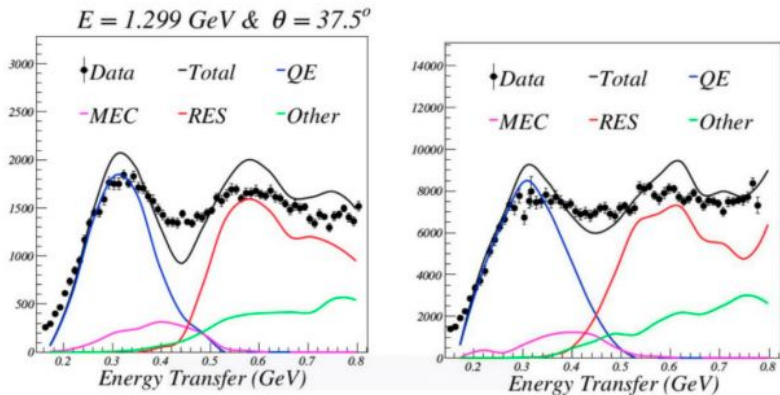 E = 1.299 GeV & θ = 37.5°
3000
2500
2000
1500
1000
500
0
Data Total QE
MEC RES Other
0.2 0.3 0.4 0.5 0.6 0.7 0.8
Energy Transfer (GeV)
14000
12000
10000
8000
6000
4000
2000
0
Data Total QE
MEC RES Other
0.2 0.3 0.4 0.5 0.6 0.7 0.8
Energy Transfer (GeV)